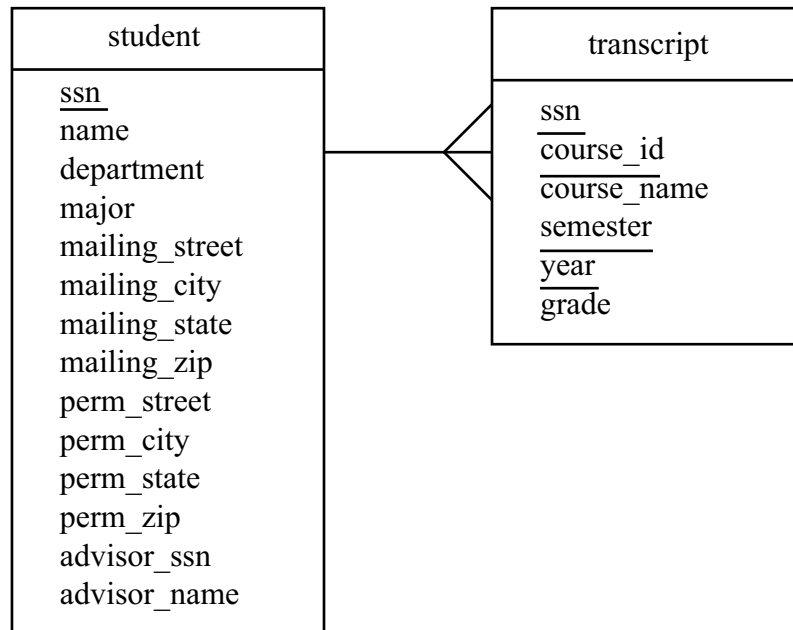 student
ssn
name
department
major
mailing_street
mailing_city
mailing_state
mailing_zip
perm_street
perm_city
perm_state
perm_zip
advisor_ssn
advisor_name
transcript
ssn
course_id
course_name
semester
year
grade